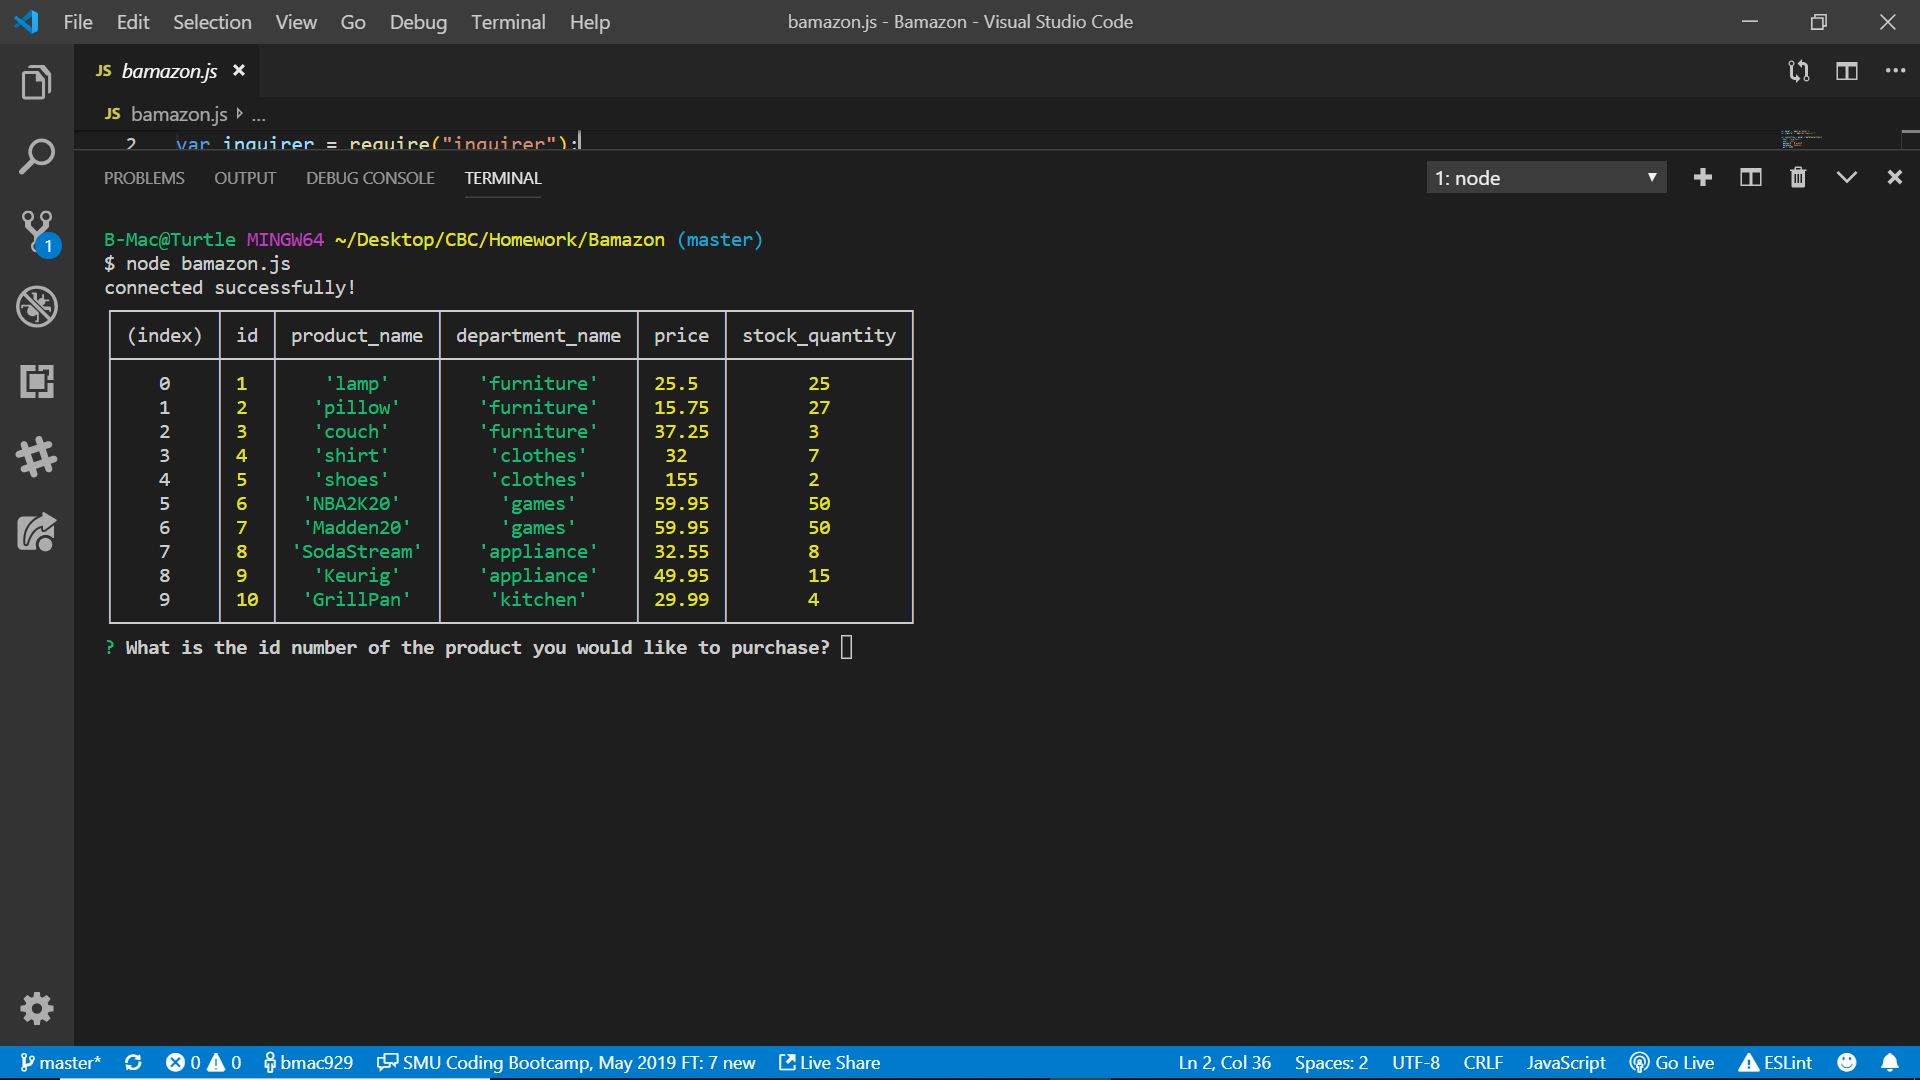 File Edit Selection View Go Debug Terminal Help bamazon.js - Bamazon - Visual Studio Code
JS bamazon.js
JS bamazon.js ...
2 var inquirer = require("inquirer");
PROBLEMS OUTPUT DEBUG CONSOLE TERMINAL 1: node
B-Mac@Turtle MINGW64 ~/Desktop/CBC/Homework/Bamazon (master)
$ node bamazon.js
connected successfully!
(index) id product_name department_name price stock_quantity
0 1 'lamp' 'furniture' 25.5 25
1 2 'pillow' 'furniture' 15.75 27
2 3 'couch' 'furniture' 37.25 3
3 4 'shirt' 'clothes' 32 7
4 5 'shoes' 'clothes' 155 2
5 6 'NBA2K20' 'games' 59.95 50
6 7 'Madden20' 'games' 59.95 50
7 8 'SodaStream' 'appliance' 32.55 8
8 9 'Keurig' 'appliance' 49.95 15
9 10 'GrillPan' 'kitchen' 29.99 4
? What is the id number of the product you would like to purchase?
1
master* 0 0 bmac929 SMU Coding Bootcamp, May 2019 FT: 7 new Live Share Ln 2, Col 36 Spaces: 2 UTF-8 CRLF JavaScript Go Live ESLint